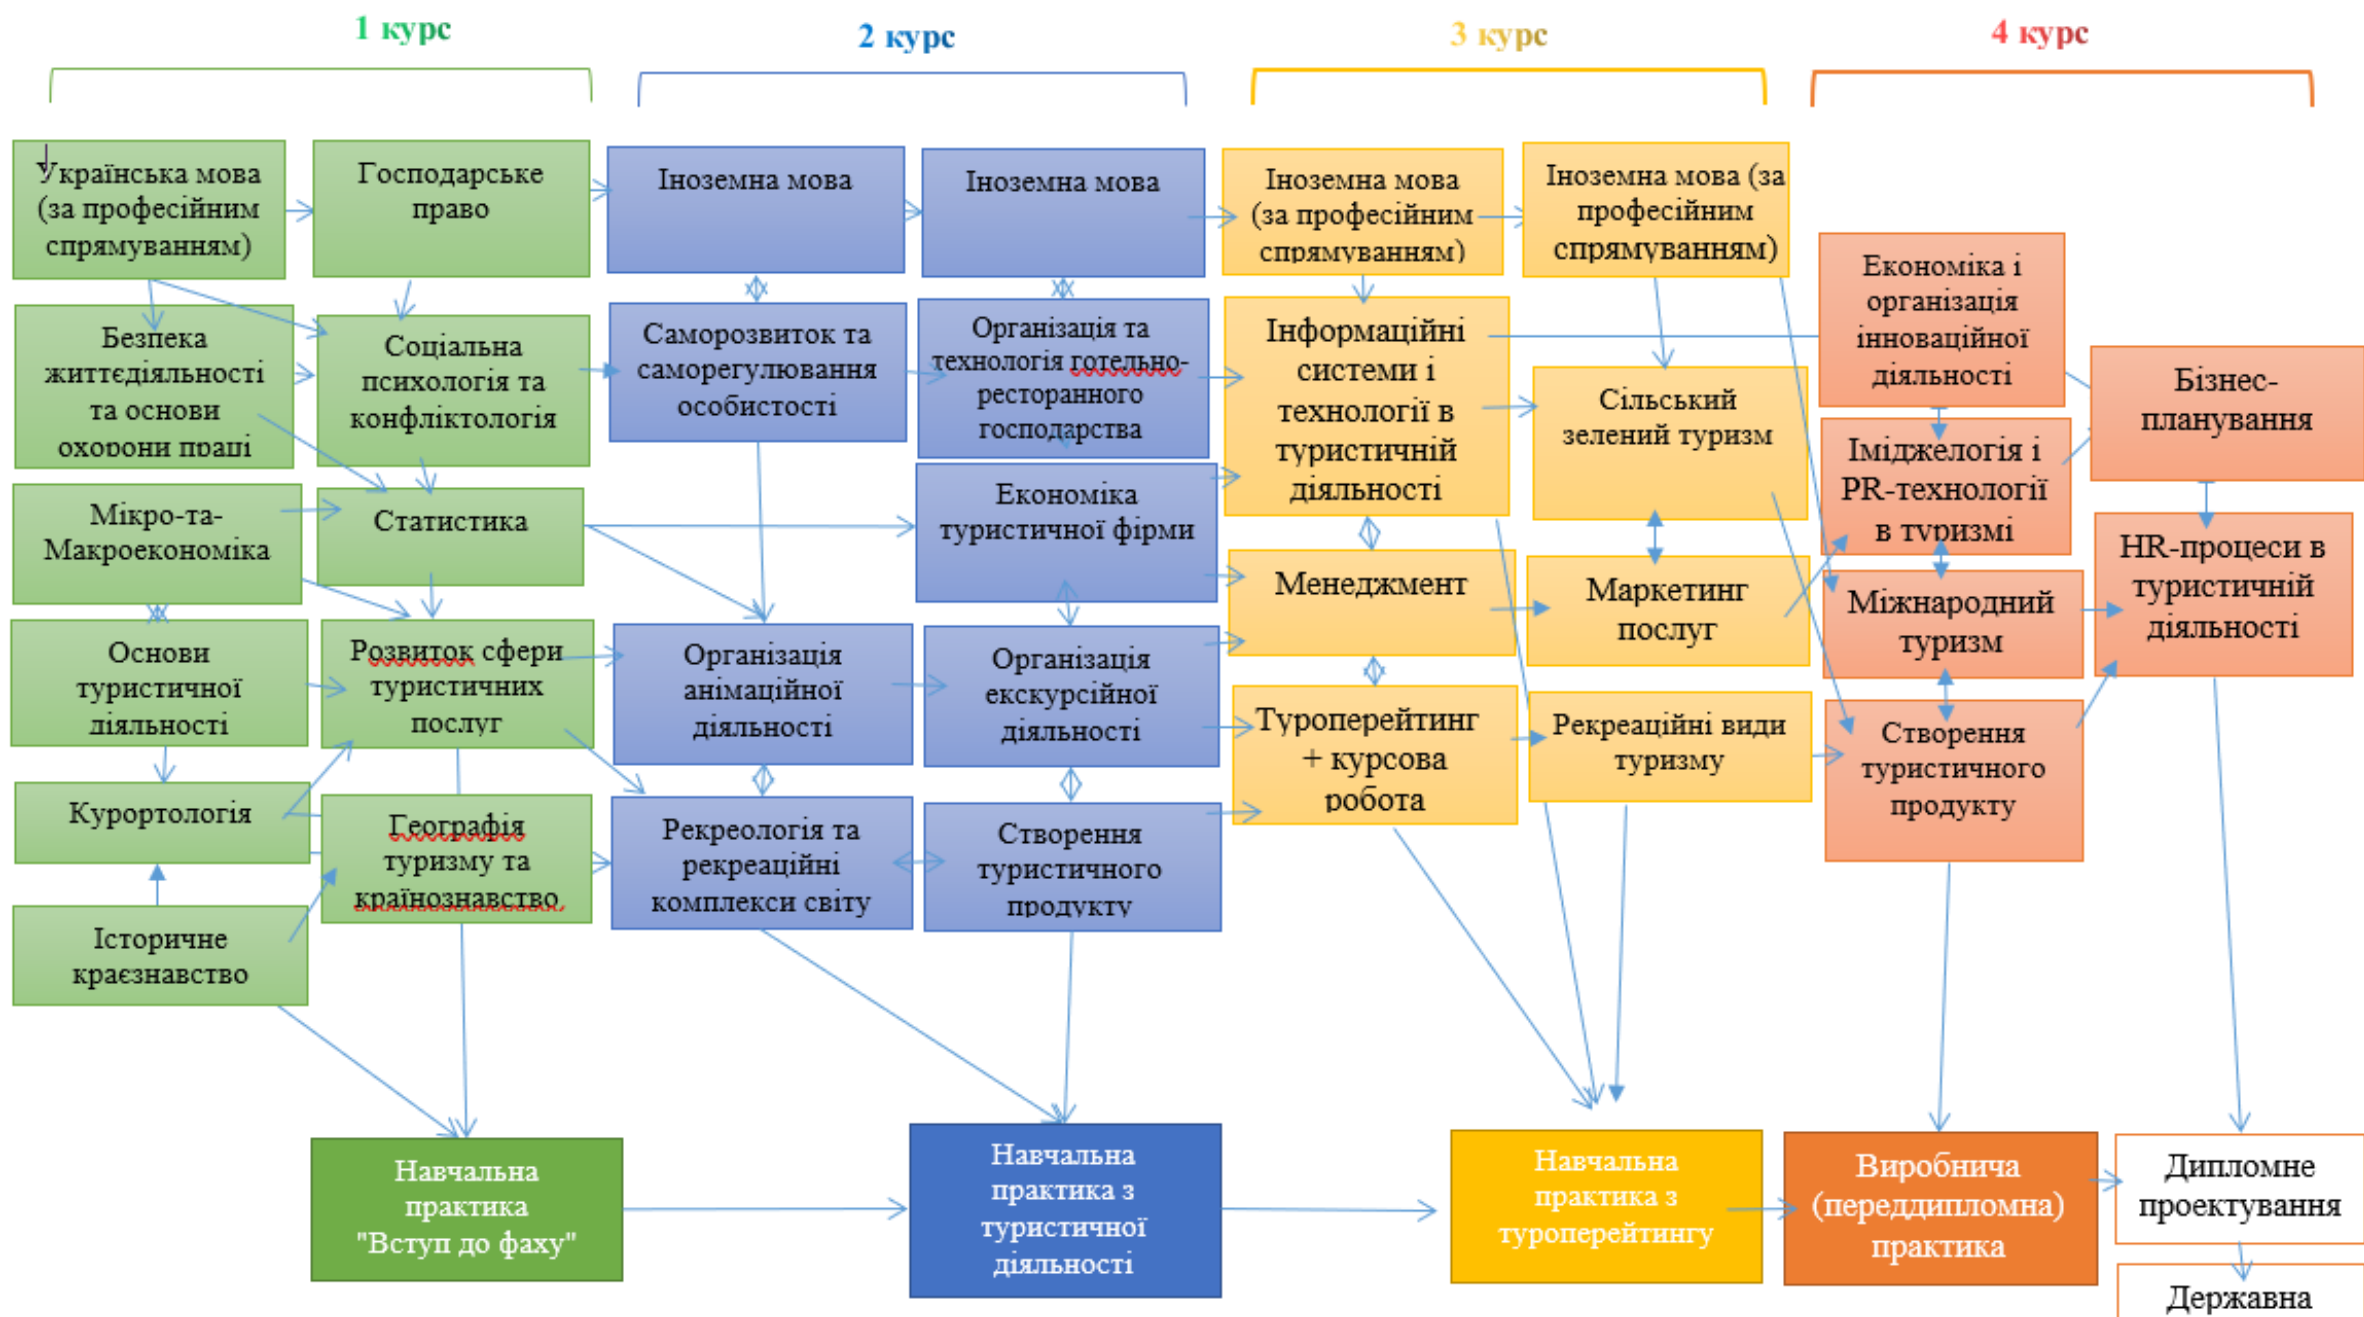 1 курс
2 курс
3 курс
4 курс
Українська мова
(за професійним
спрямуванням)
Господарське
право
Безпека
життєдіяльності
та основи
охорони праці
Соціальна
психологія та
конфліктологія
Мікро-та-
Макроекономіка
Статистика
Основи
туристичної
діяльності
Розвиток сфери
туристичних
послуг
Курортологія
Географія
туризму та
країнознавство
Історичне
краєзнавство
Навчальна
практика
"Вступ до фаху"
Іноземна мова
Іноземна мова
Саморозвиток та
саморегулювання
особистості
Організація та
технологія готельно-
ресторанного
господарства
Економіка
туристичної фірми
Організація
анімаційної
діяльності
Організація
екскурсійної
діяльності
Рекреологія та
рекреаційні
комплекси світу
Створення
туристичного
продукту
Навчальна
практика з
туристичної
діяльності
Іноземна мова
(за професійним
спрямуванням)
Іноземна мова (за
професійним
спрямуванням)
Інформаційні
системи і
технології в
туристичній
діяльності
Сільський
зелений туризм
Менеджмент
Маркетинг
послуг
Туроперейтинг
+ курсова
робота
Рекреаційні види
туризму
Навчальна
практика з
туроперейтингу
Економіка і
організація
інноваційної
діяльності
Бізнес-
планування
Іміджелогія і
PR-технології
в туризмі
HR-процеси в
туристичній
діяльності
Міжнародний
туризм
Створення
туристичного
продукту
Виробнича
(переддипломна)
практика
Дипломне
проектування
Державна